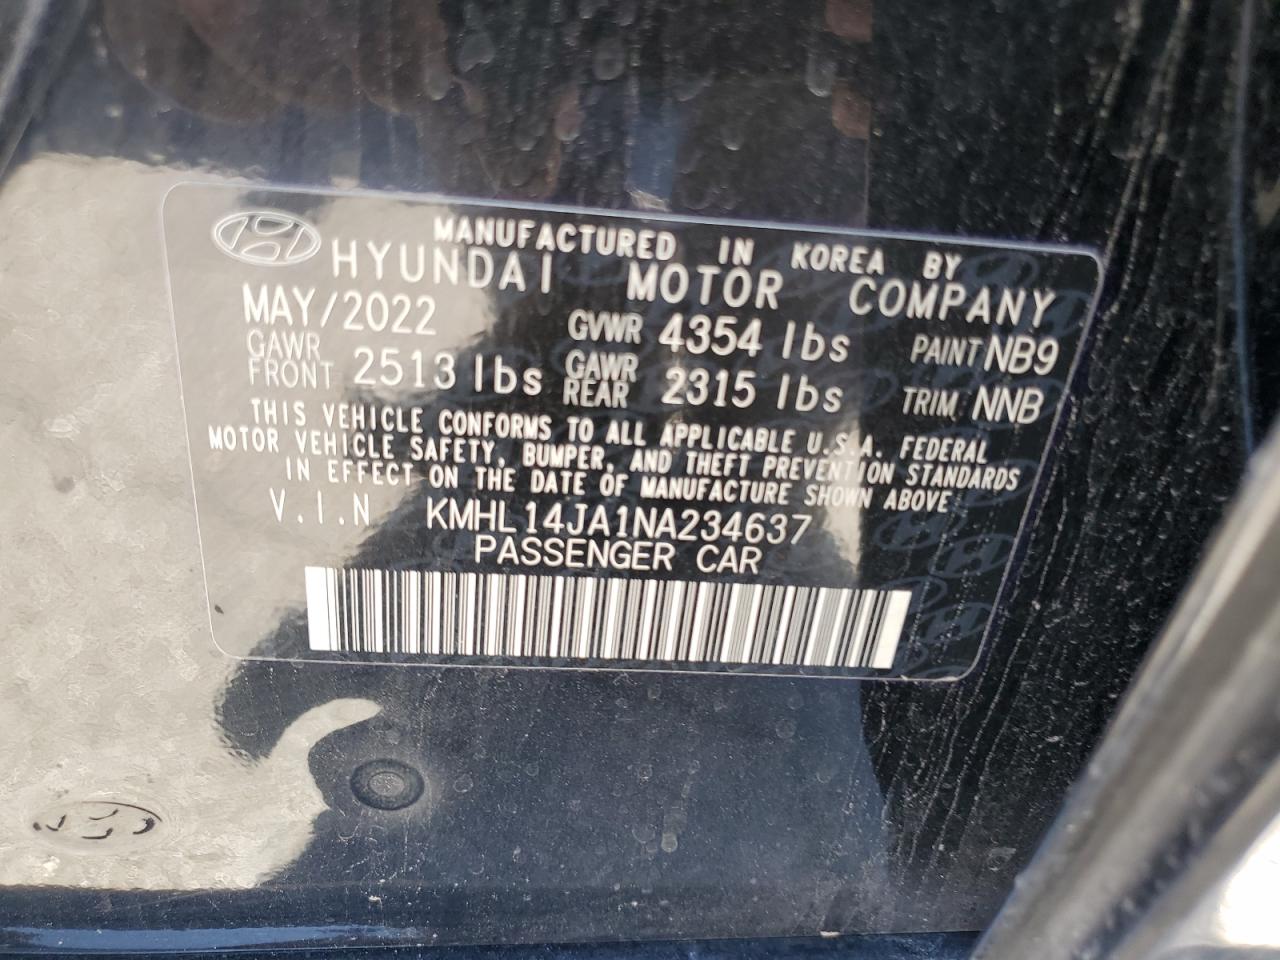 MANUFACTURED IN KOREA BY
HYUNDAI MOTOR COMPANY
MAY/2022 GVWR 4354 lbs PAINT NB9
GAWR FRONT 2513 lbs GAWR REAR 2315 lbs TRIM NNB
THIS VEHICLE CONFORMS TO ALL APPLICABLE U.S.A. FEDERAL
MOTOR VEHICLE SAFETY, BUMPER, AND THEFT PREVENTION STANDARDS
IN EFFECT ON THE DATE OF MANUFACTURE SHOWN ABOVE
V.I.N KMHL14JA1NA234637
PASSENGER CAR